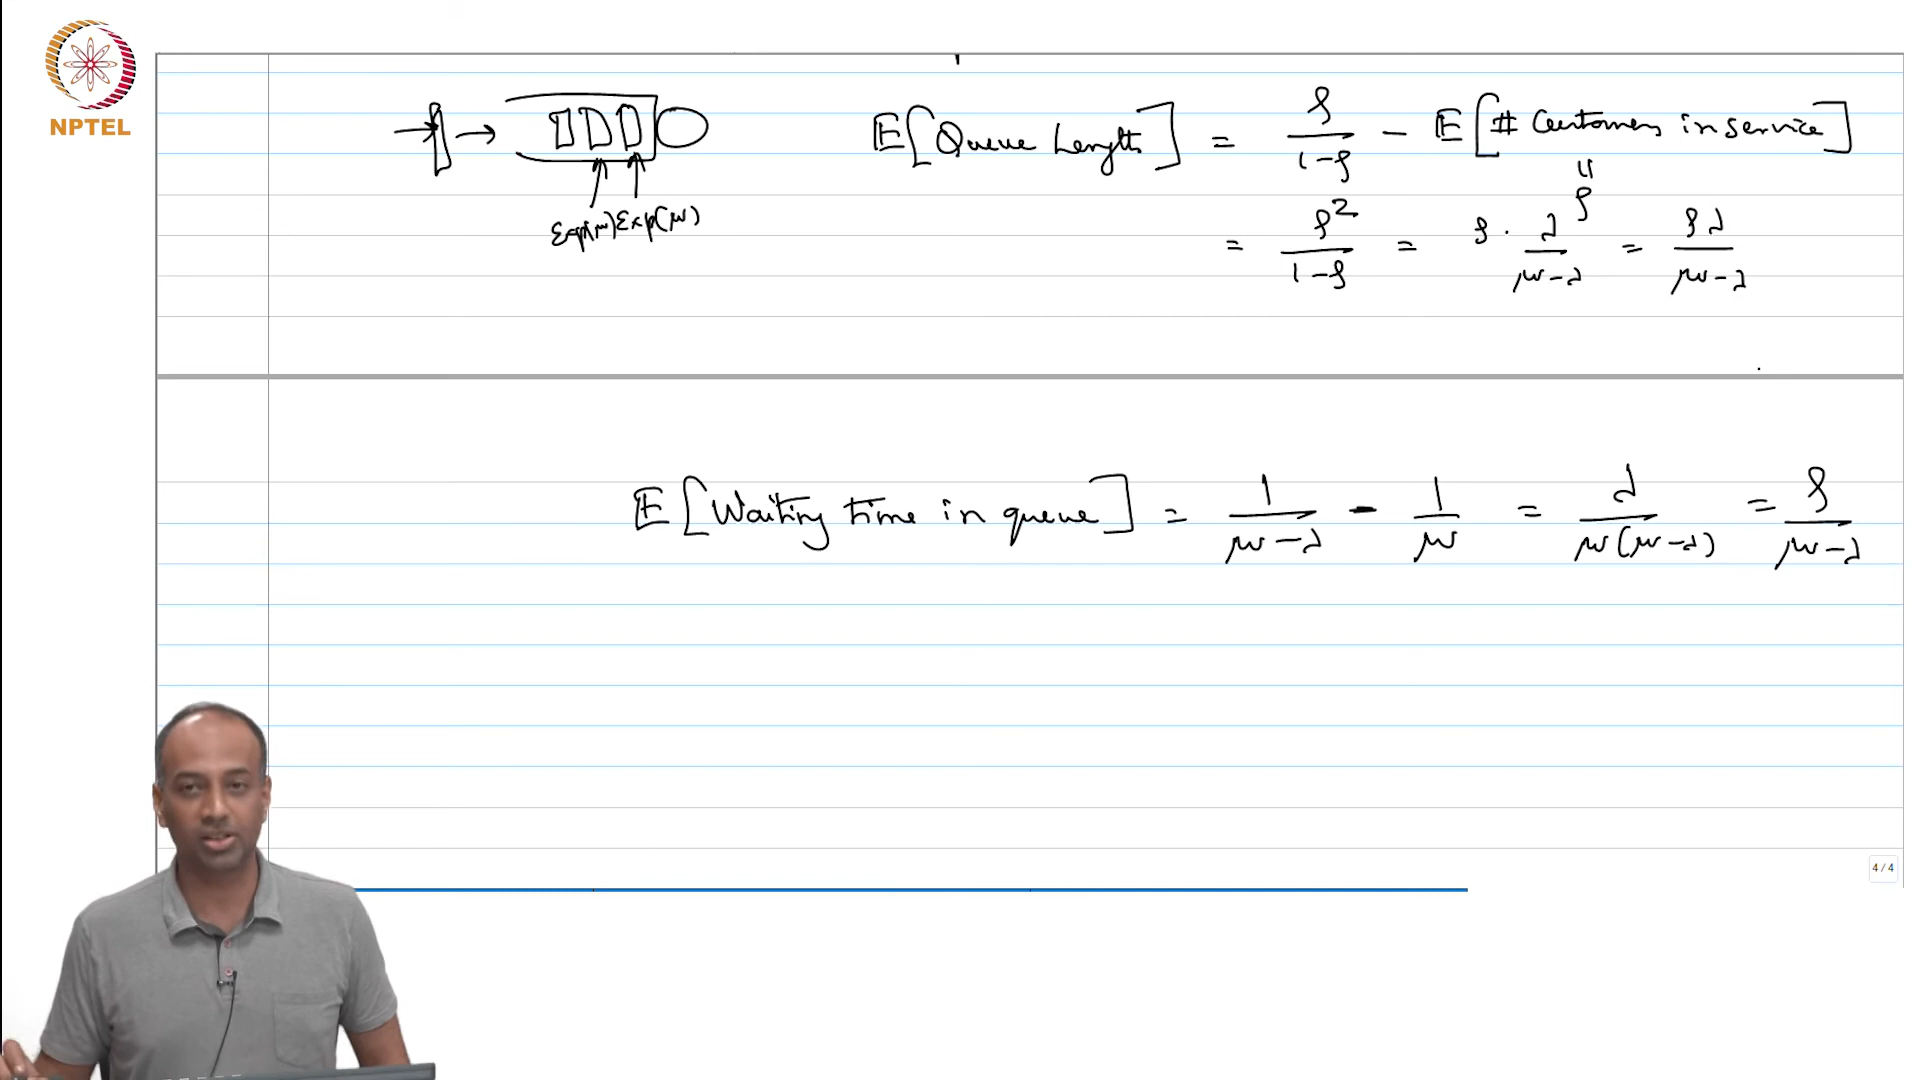 NPTEL
E[Queue Length] = ρ/(1-ρ) - E[# Customers in service]
॥
ρ
Exp(μ) Exp(μ)
= ρ²/(1-ρ) = ρ · λ/(μ-λ) = ρλ/(μ-λ)
E[Waiting time in queue] = 1/(μ-λ) - 1/μ = λ/(μ(μ-λ)) = ρ/(μ-λ)
4/4